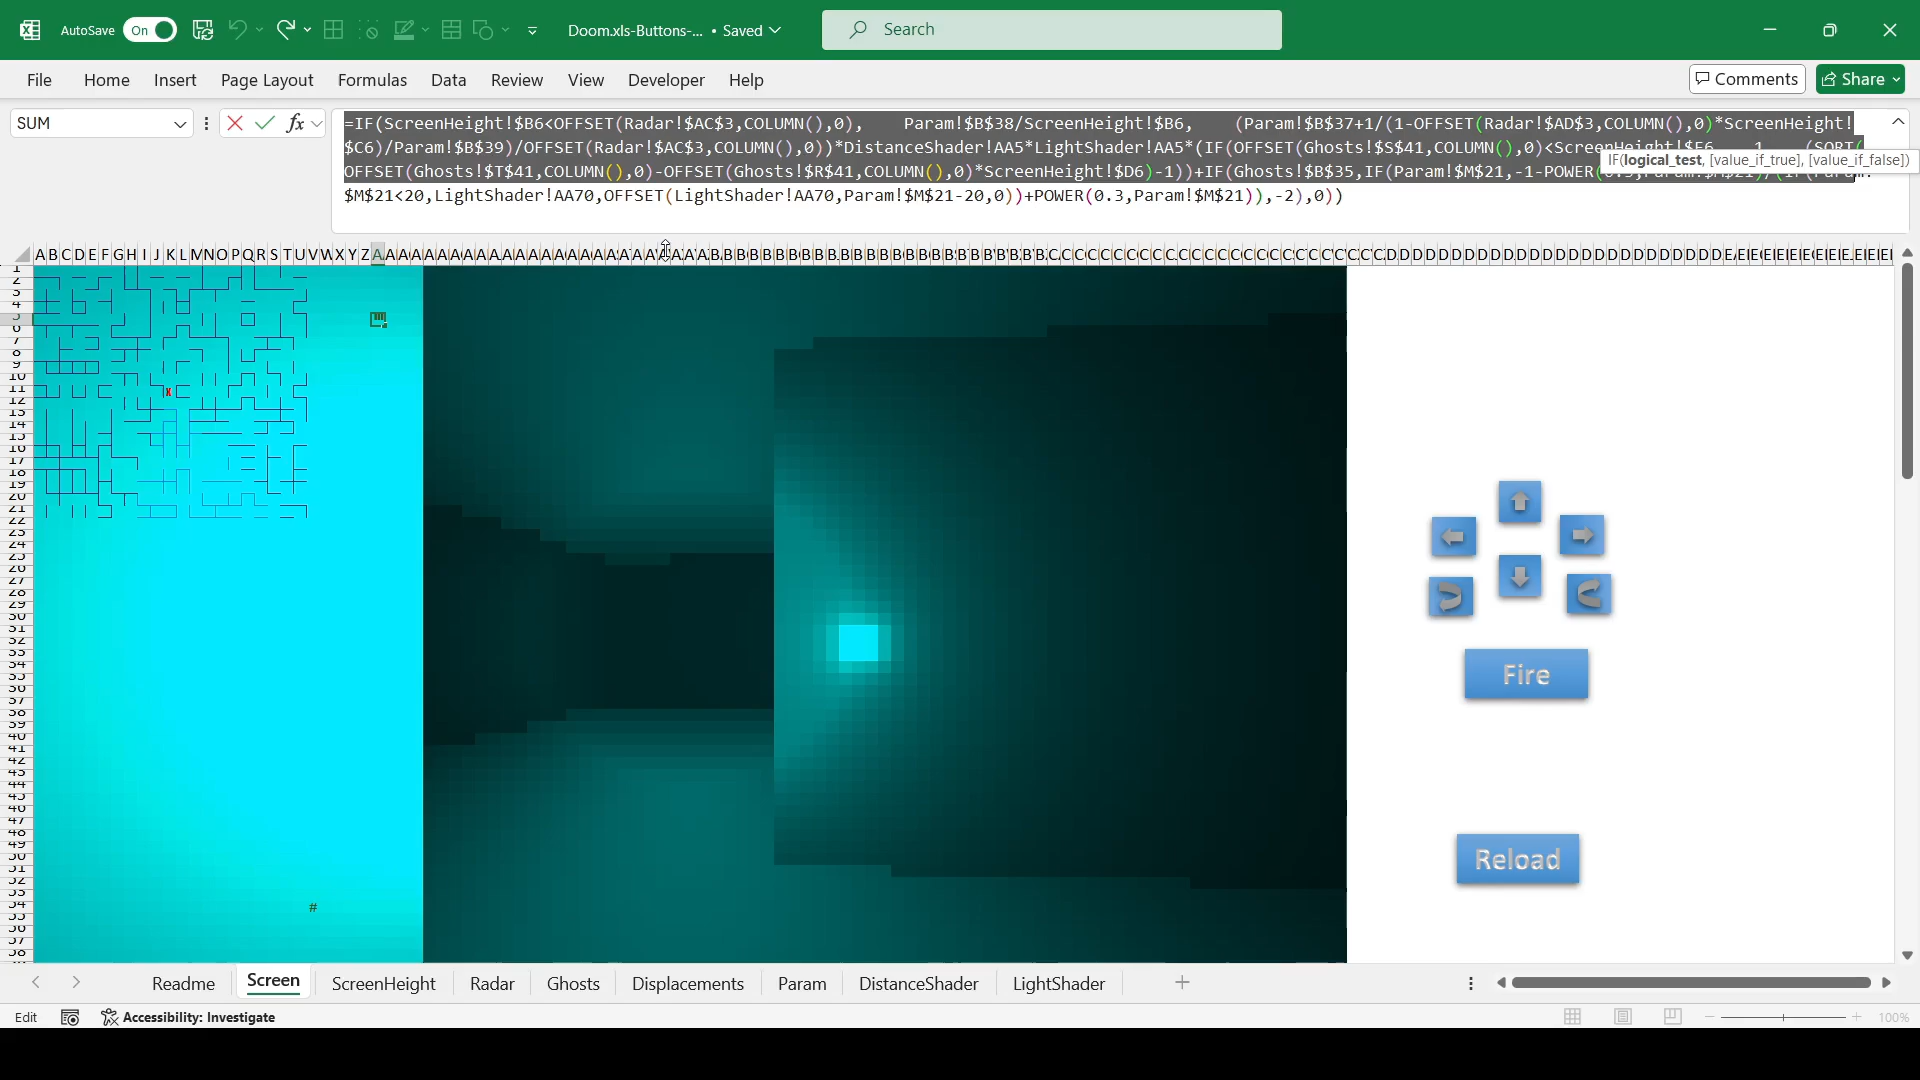 AutoSave On Doom.xls-Buttons-... • Saved Search
File Home Insert Page Layout Formulas Data Review View Developer Help Comments Share
SUM fx =IF(ScreenHeight!$B6<OFFSET(Radar!$AC$3,COLUMN(),0), Param!$B$38/ScreenHeight!$B6, (Param!$B$37+1/(1-OFFSET(Radar!$AD$3,COLUMN(),0)*ScreenHeight!
$C6)/Param!$B$39)/OFFSET(Radar!$AC$3,COLUMN(),0))*DistanceShader!AA5*LightShader!AA5*(IF(OFFSET(Ghosts!$S$41,COLUMN(),0)<ScreenHeight!
IF(logical_test, [value_if_true], [value_if_false])
OFFSET(Ghosts!$T$41,COLUMN(),0)-OFFSET(Ghosts!$R$41,COLUMN(),0)*ScreenHeight!$D6)-1))+IF(Ghosts!$B$35,IF(Param!$M$21,-1-POWER(
$M$21<20,LightShader!AA70,OFFSET(LightShader!AA70,Param!$M$21-20,0))+POWER(0.3,Param!$M$21)),-2),0))
X
#
Fire
Reload
Readme Screen ScreenHeight Radar Ghosts Displacements Param DistanceShader LightShader
Edit Accessibility: Investigate 100%